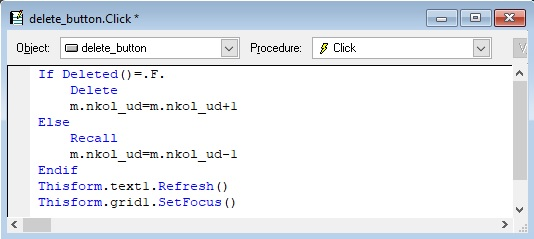 delete_button.Click *
Object: delete_button Procedure: Click
If Deleted()=.F.
    Delete
    m.nkol_ud=m.nkol_ud+1
Else
    Recall
    m.nkol_ud=m.nkol_ud-1
Endif
Thisform.text1.Refresh()
Thisform.grid1.SetFocus()